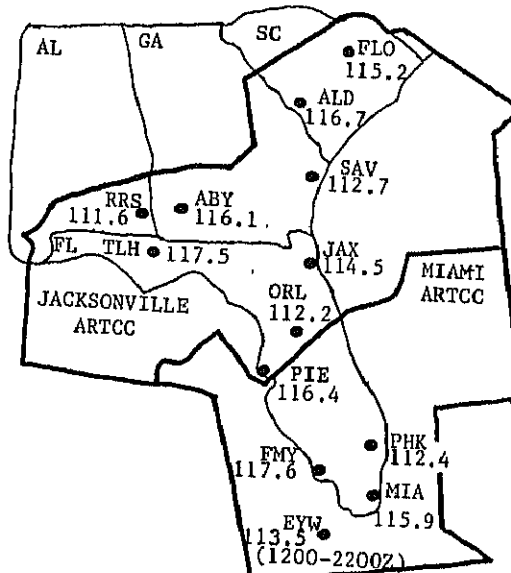 AL
GA
SC
FLO
115.2
ALD
116.7
SAV
112.7
RRS
111.6
ABY
116.1
FL
TLH
117.5
JAX
114.5
MIAMI
ARTCC
JACKSONVILLE
ARTCC
ORL
112.2
PIE
116.4
PHK
112.4
FMY
117.6
MIA
115.9
EYW
113.5
(1200-2200Z)